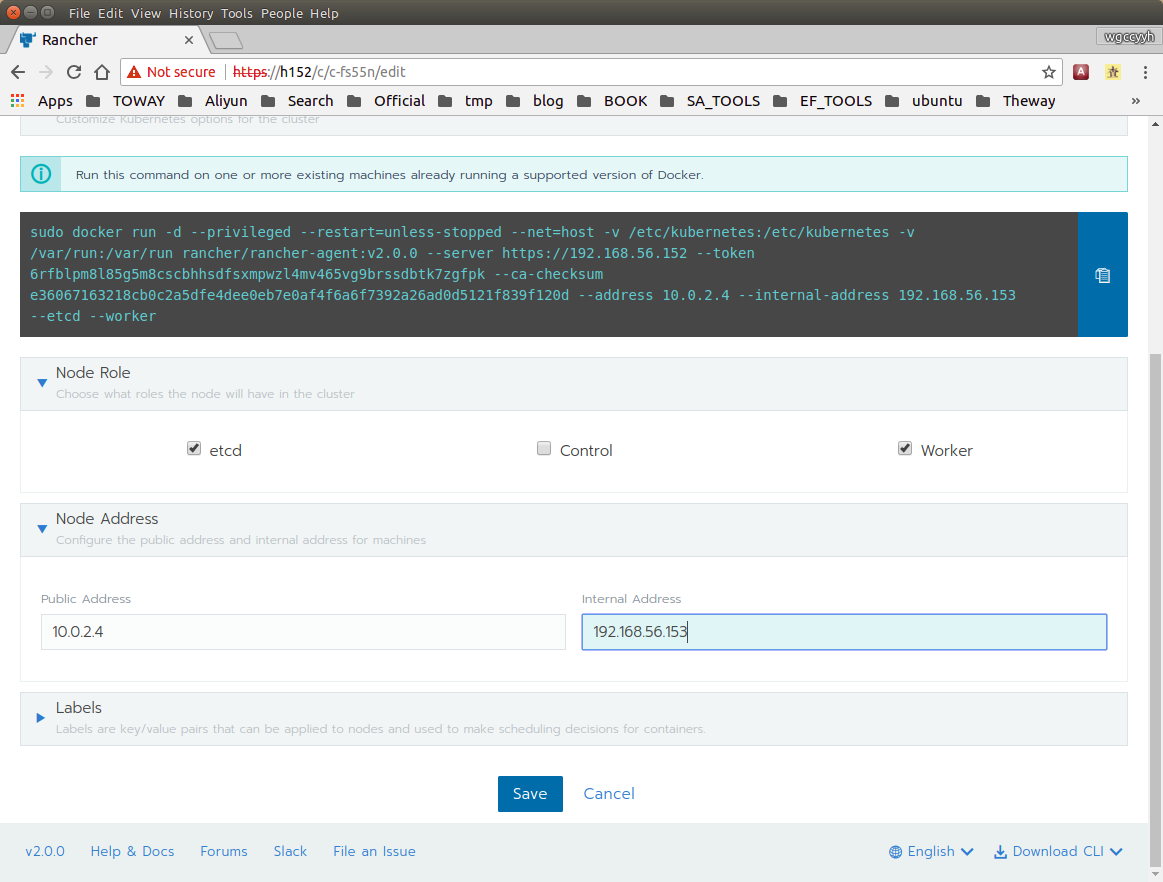 File Edit View History Tools People Help
Rancher
wgccyyh
Not secure https://h152/c/c-fs55n/edit
Apps TOWAY Aliyun Search Official tmp blog BOOK SA_TOOLS EF_TOOLS ubuntu Theway »
Customize Kubernetes options for the cluster
Run this command on one or more existing machines already running a supported version of Docker.
sudo docker run -d --privileged --restart=unless-stopped --net=host -v /etc/kubernetes:/etc/kubernetes -v
/var/run:/var/run rancher/rancher-agent:v2.0.0 --server https://192.168.56.152 --token
6rfblpm8l85g5m8cscbhhsdfsxmpwzl4mv465vg9brssdbtk7zgfpk --ca-checksum
e36067163218cb0c2a5dfe4dee0eb7e0af4f6a6f7392a26ad0d5121f839f120d --address 10.0.2.4 --internal-address 192.168.56.153
--etcd --worker
Node Role
Choose what roles the node will have in the cluster
etcd Control Worker
Node Address
Configure the public address and internal address for machines
Public Address Internal Address
10.0.2.4 192.168.56.153
Labels
Labels are key/value pairs that can be applied to nodes and used to make scheduling decisions for containers.
Save Cancel
v2.0.0 Help & Docs Forums Slack File an Issue English Download CLI